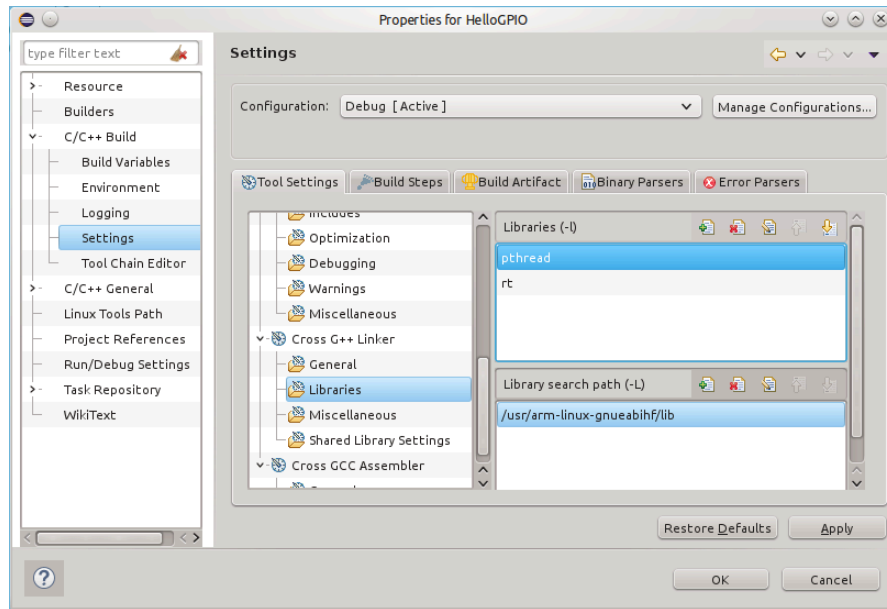 Properties for HelloGPIO
type filter text
Settings
Resource
Builders
C/C++ Build
Build Variables
Environment
Logging
Settings
Tool Chain Editor
C/C++ General
Linux Tools Path
Project References
Run/Debug Settings
Task Repository
WikiText
Configuration:
Debug [ Active ]
Manage Configurations...
Tool Settings
Build Steps
Build Artifact
Binary Parsers
Error Parsers
Includes
Optimization
Debugging
Warnings
Miscellaneous
Cross G++ Linker
General
Libraries
Miscellaneous
Shared Library Settings
Cross GCC Assembler
Libraries (-l)
pthread
rt
Library search path (-L)
/usr/arm-linux-gnueabihf/lib
Restore Defaults
Apply
?
OK
Cancel